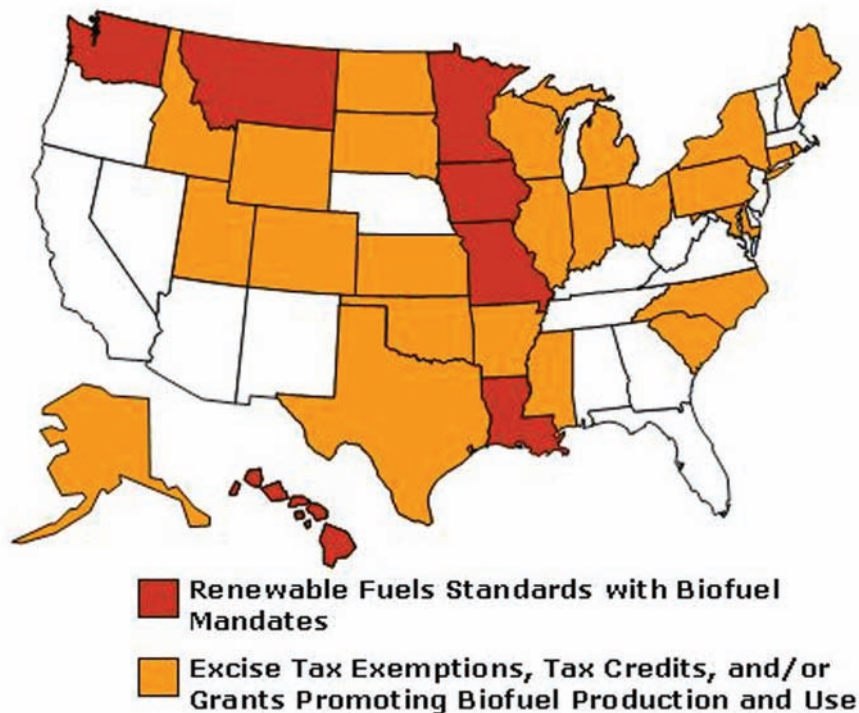 Renewable Fuels Standards with Biofuel
Mandates
Excise Tax Exemptions, Tax Credits, and/or
Grants Promoting Biofuel Production and Use